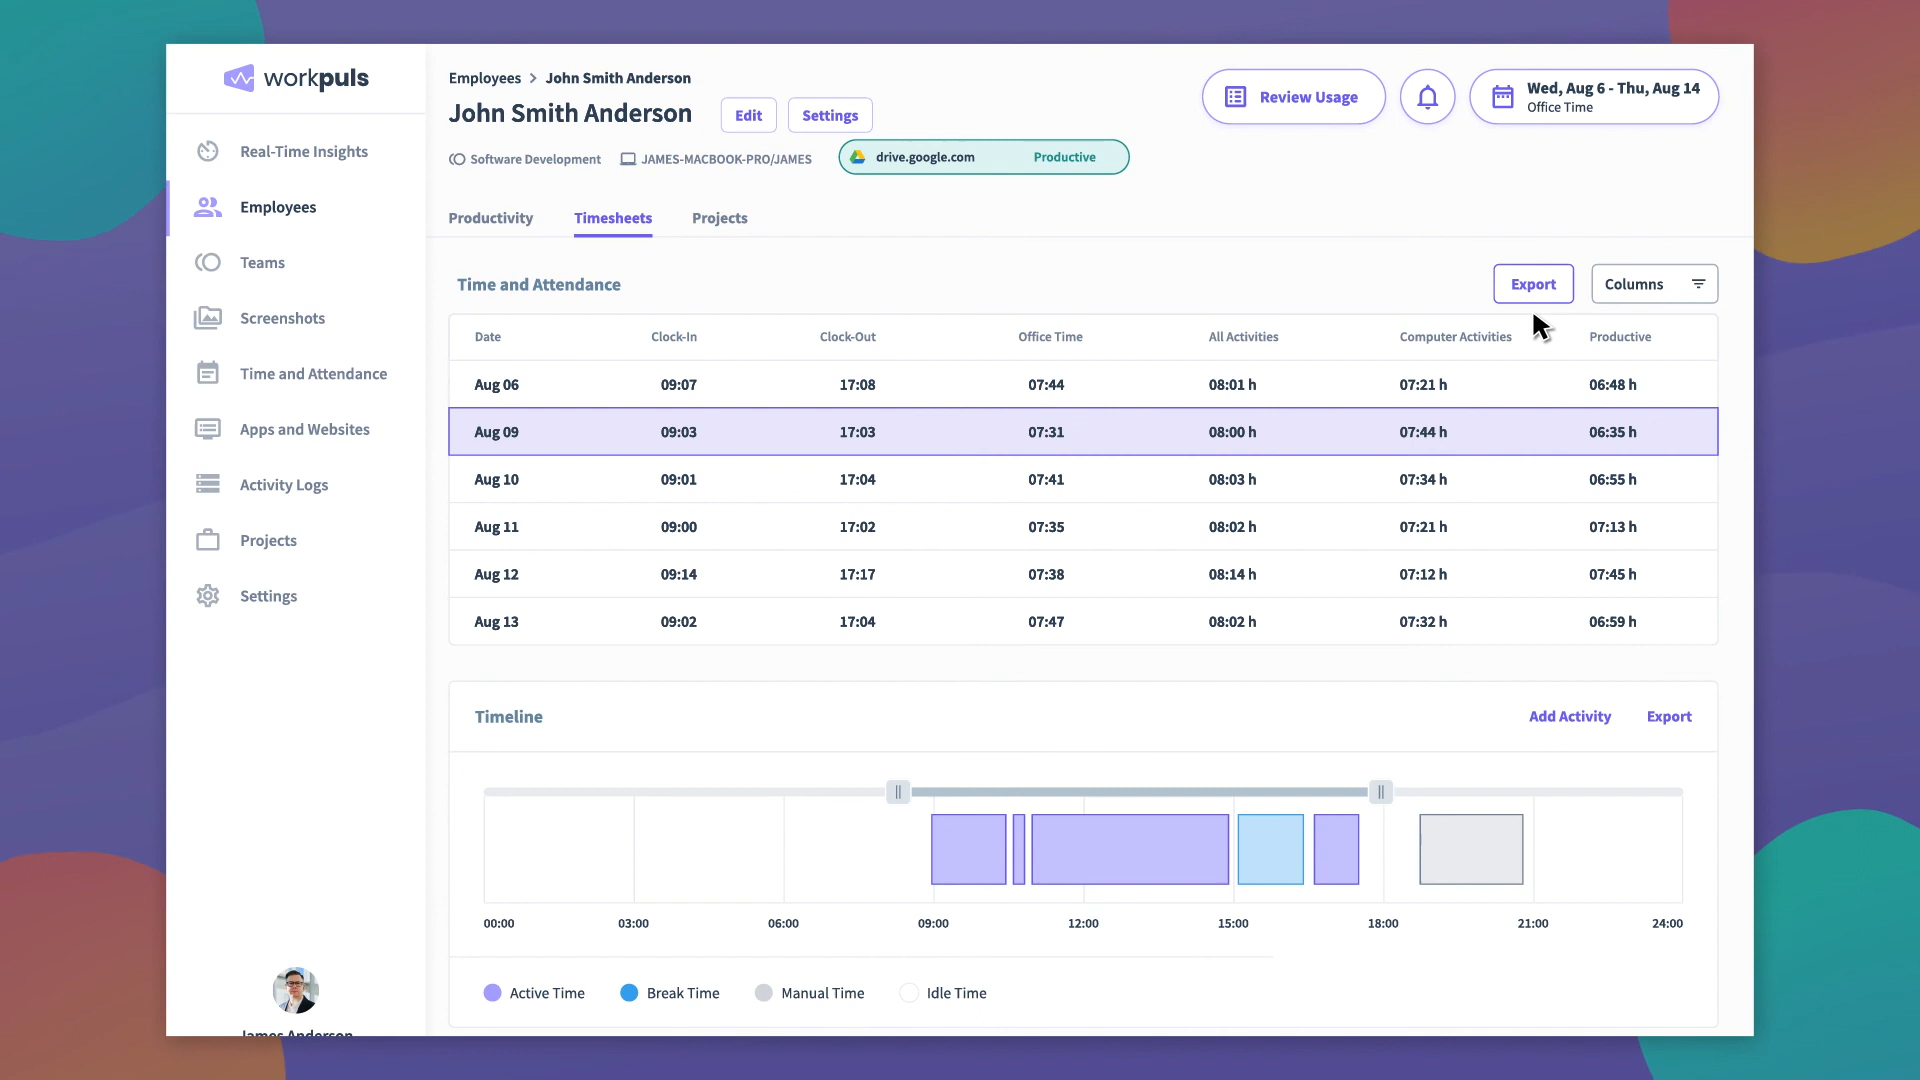 workpuls
Real-Time Insights
Employees
Teams
Screenshots
Time and Attendance
Apps and Websites
Activity Logs
Projects
Settings
James Anderson
Employees > John Smith Anderson
John Smith Anderson
Edit
Settings
Software Development
JAMES-MACBOOK-PRO/JAMES
drive.google.com Productive
Review Usage
Wed, Aug 6 - Thu, Aug 14
Office Time
Productivity Timesheets Projects
Time and Attendance
Export
Columns
Date Clock-In Clock-Out Office Time All Activities Computer Activities Productive
Aug 06 09:07 17:08 07:44 08:01 h 07:21 h 06:48 h
Aug 09 09:03 17:03 07:31 08:00 h 07:44 h 06:35 h
Aug 10 09:01 17:04 07:41 08:03 h 07:34 h 06:55 h
Aug 11 09:00 17:02 07:35 08:02 h 07:21 h 07:13 h
Aug 12 09:14 17:17 07:38 08:14 h 07:12 h 07:45 h
Aug 13 09:02 17:04 07:47 08:02 h 07:32 h 06:59 h
Timeline
Add Activity
Export
00:00 03:00 06:00 09:00 12:00 15:00 18:00 21:00 24:00
Active Time Break Time Manual Time Idle Time